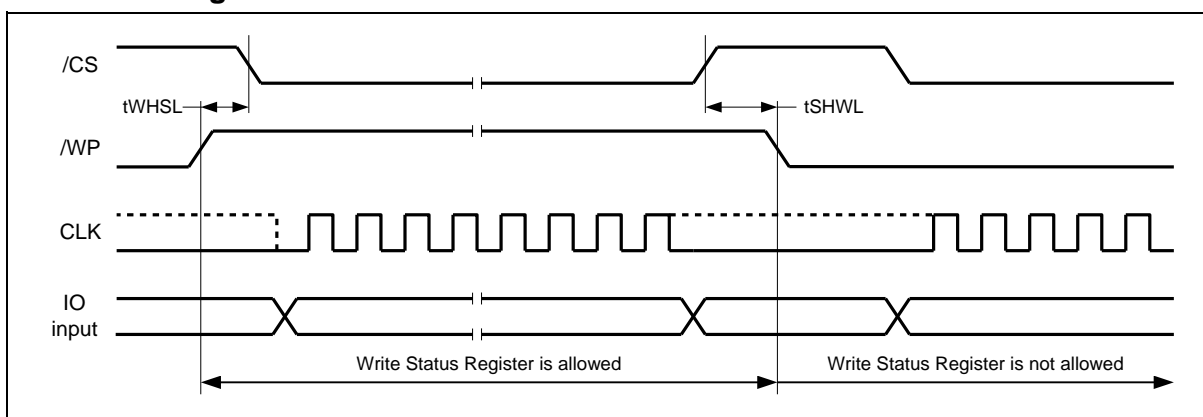 /CS
tWHSL
tSHWL
/WP
CLK
IO
input
Write Status Register is allowed
Write Status Register is not allowed